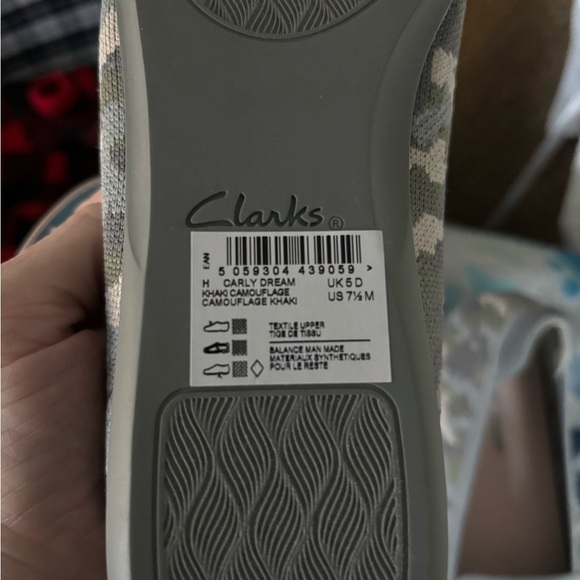 Clarks®
EAN
5 059304 439059 >
H CARLY DREAM UK 5 D
KHAKI CAMOUFLAGE
CAMOUFLAGE KHAKI US 7½ M
TEXTILE UPPER
TIGE DE TISSU
BALANCE MAN MADE
MATERIAUX SYNTHETIQUES
POUR LE RESTE